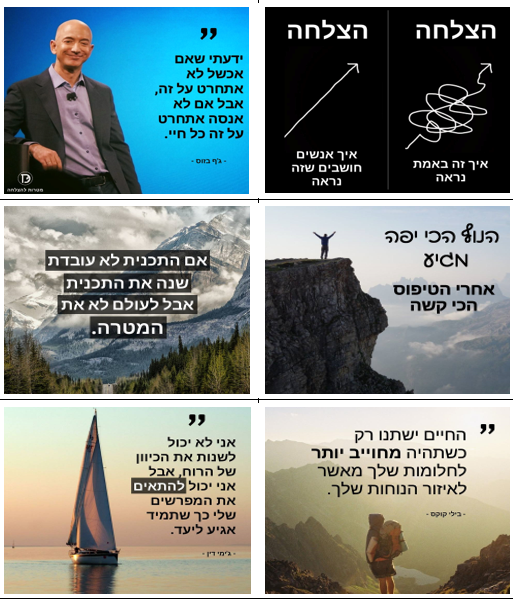 ידעתי שאם
אכשל לא
אתחרט על זה,
אבל אם לא
אנסה אתחרט
על זה כל חיי.
- ג'ף בזוס -
מטרות להצלחה
הצלחה
איך אנשים
חושבים שזה
נראה
הצלחה
איך זה באמת
נראה
אם התכנית לא עובדת
שנה את התכנית
אבל לעולם לא את
המטרה.
הנוף הכי יפה
מגיע
אחרי הטיפוס
הכי קשה
אני לא יכול
לשנות את הכיוון
של הרוח, אבל
אני יכול להתאים
את המפרשים
שלי כך שתמיד
אגיע ליעד.
- ג'ימי דין -
החיים ישתנו רק
כשתהיה מחוייב יותר
לחלומות שלך מאשר
לאיזור הנוחות שלך.
- בילי קוקס -